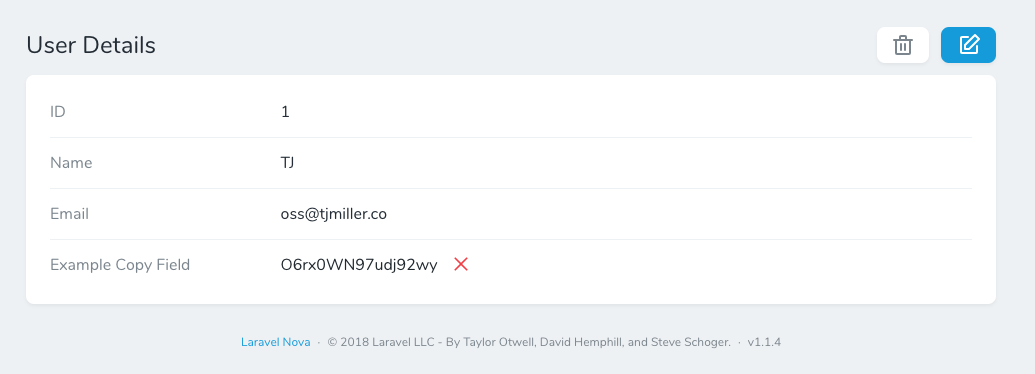 User Details
ID 1
Name TJ
Email oss@tjmiller.co
Example Copy Field O6rx0WN97udj92wy
Laravel Nova · © 2018 Laravel LLC - By Taylor Otwell, David Hemphill, and Steve Schoger. · v1.1.4